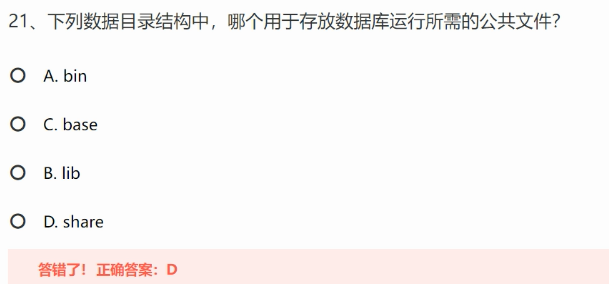 21、下列数据目录结构中，哪个用于存放数据库运行所需的公共文件？
A. bin
C. base
B. lib
D. share
答错了！正确答案：D